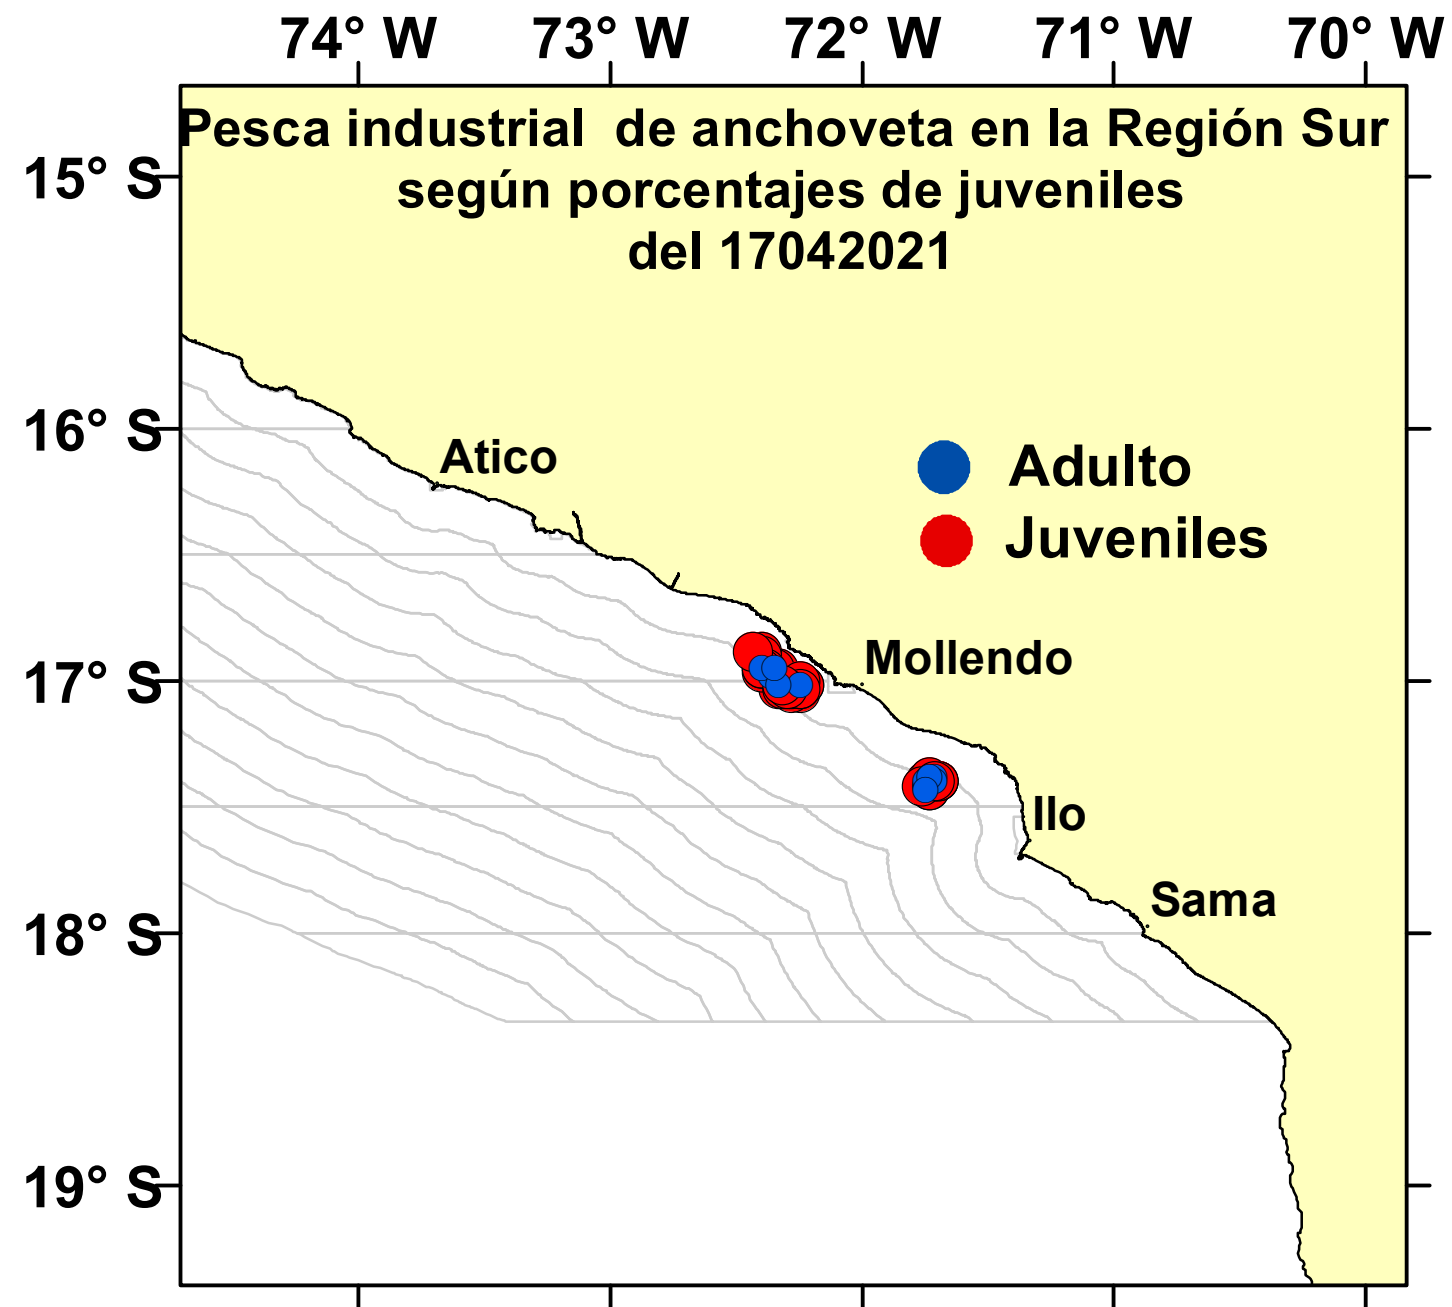 74° W 73° W 72° W 71° W 70° W
Pesca industrial de anchoveta en la Región Sur
según porcentajes de juveniles
del 17042021
15° S
16° S
17° S
18° S
19° S
Atico
Adulto
Juveniles
Mollendo
Ilo
Sama